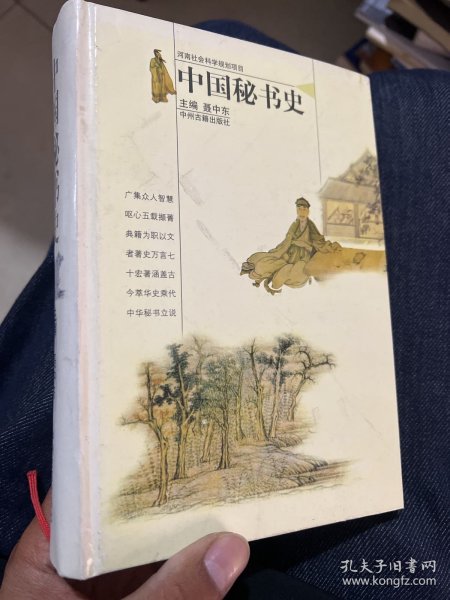 河南社会科学规划项目
中国秘书史
主编 聂中东
中州古籍出版社
广集众人智慧
呕心五载撷菁
典籍为职以文
者著史万言七
十宏著涵盖古
今萃华史乘代
中华秘书立说
孔夫子旧书网
www.kongfz.com